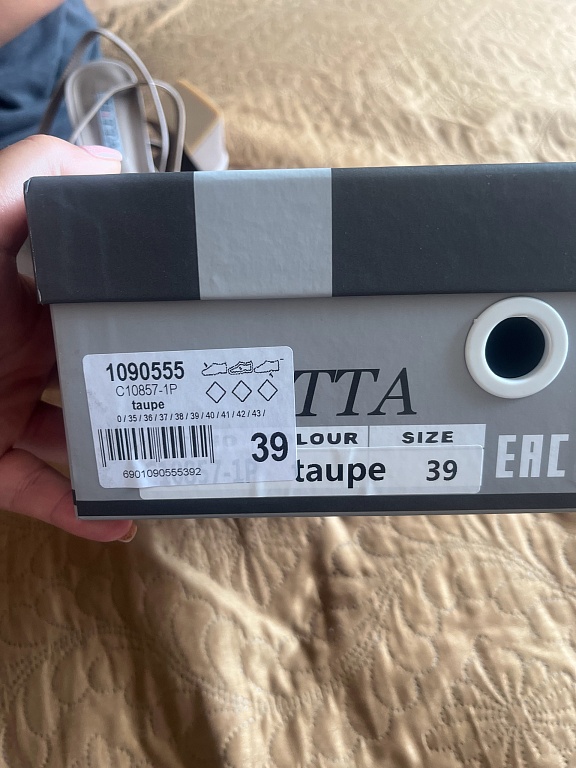 1090555
C10857-1P
taupe
0 / 35 / 36 / 37 / 38 / 39 / 40 / 41 / 42 / 43 /
39
6901090555392
TTA
LOUR SIZE
taupe 39
EAC